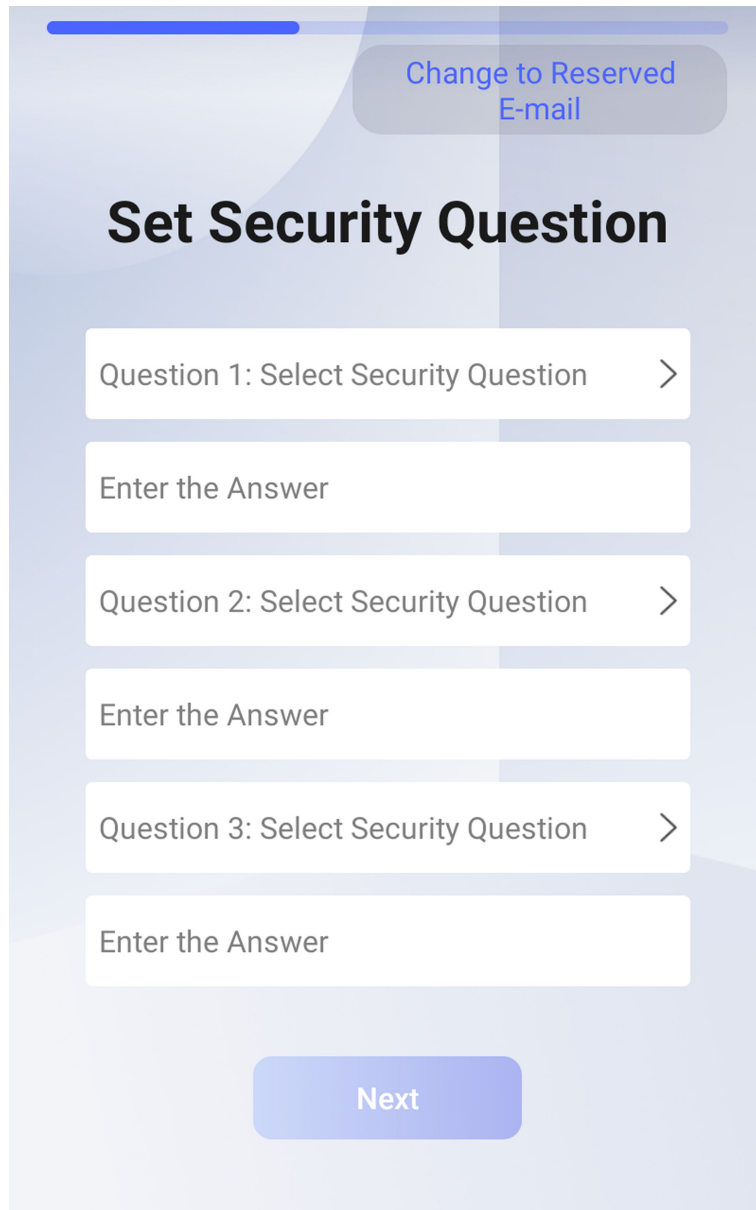 Change to Reserved
E-mail
Set Security Question
Question 1: Select Security Question
Enter the Answer
Question 2: Select Security Question
Enter the Answer
Question 3: Select Security Question
Enter the Answer
Next